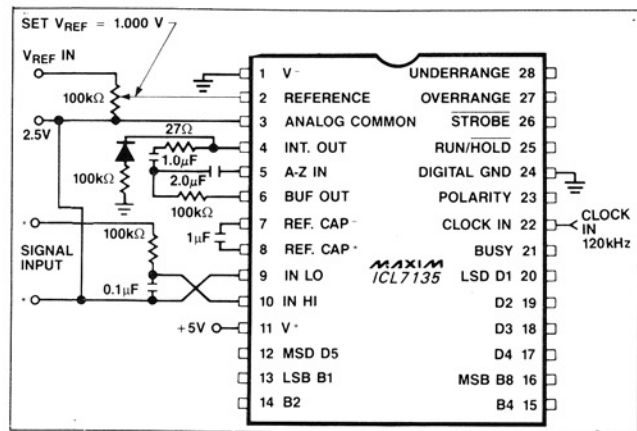 SET VREF = 1.000 V
VREF IN
100kΩ
2.5V
27Ω
1.0µF
2.0µF
100kΩ
100kΩ
100kΩ
1µF
SIGNAL
INPUT
0.1µF
+5V
1 V-
2 REFERENCE
3 ANALOG COMMON
4 INT. OUT
5 A-Z IN
6 BUF OUT
7 REF. CAP-
8 REF. CAP+
9 IN LO
10 IN HI
11 V+
12 MSD D5
13 LSB B1
14 B2
MAXIM
ICL7135
UNDERRANGE 28
OVERRANGE 27
STROBE 26
RUN/HOLD 25
DIGITAL GND 24
POLARITY 23
CLOCK IN 22
BUSY 21
LSD D1 20
D2 19
D3 18
D4 17
MSB B8 16
B4 15
CLOCK
IN
120kHz